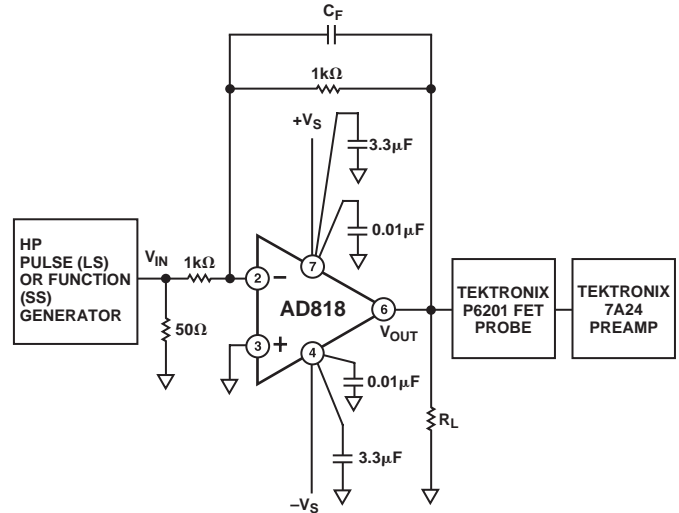 C_F
1kΩ
+V_S
3.3μF
0.01μF
HP
PULSE (LS)
OR FUNCTION
(SS)
GENERATOR
V_IN
1kΩ
50Ω
2
−
7
AD818
3
+
4
6
V_OUT
TEKTRONIX
P6201 FET
PROBE
TEKTRONIX
7A24
PREAMP
0.01μF
3.3μF
−V_S
R_L